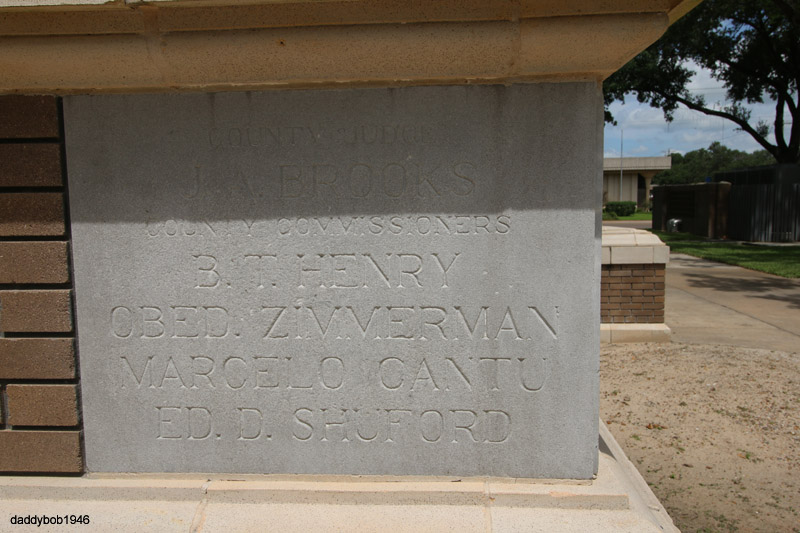 COUNTY JUDGE
J. A. BROOKS
COUNTY COMMISSIONERS
B. T. HENRY
OBED. ZIMMERMAN
MARCELO CANTU
ED. D. SHUFORD
daddybob1946